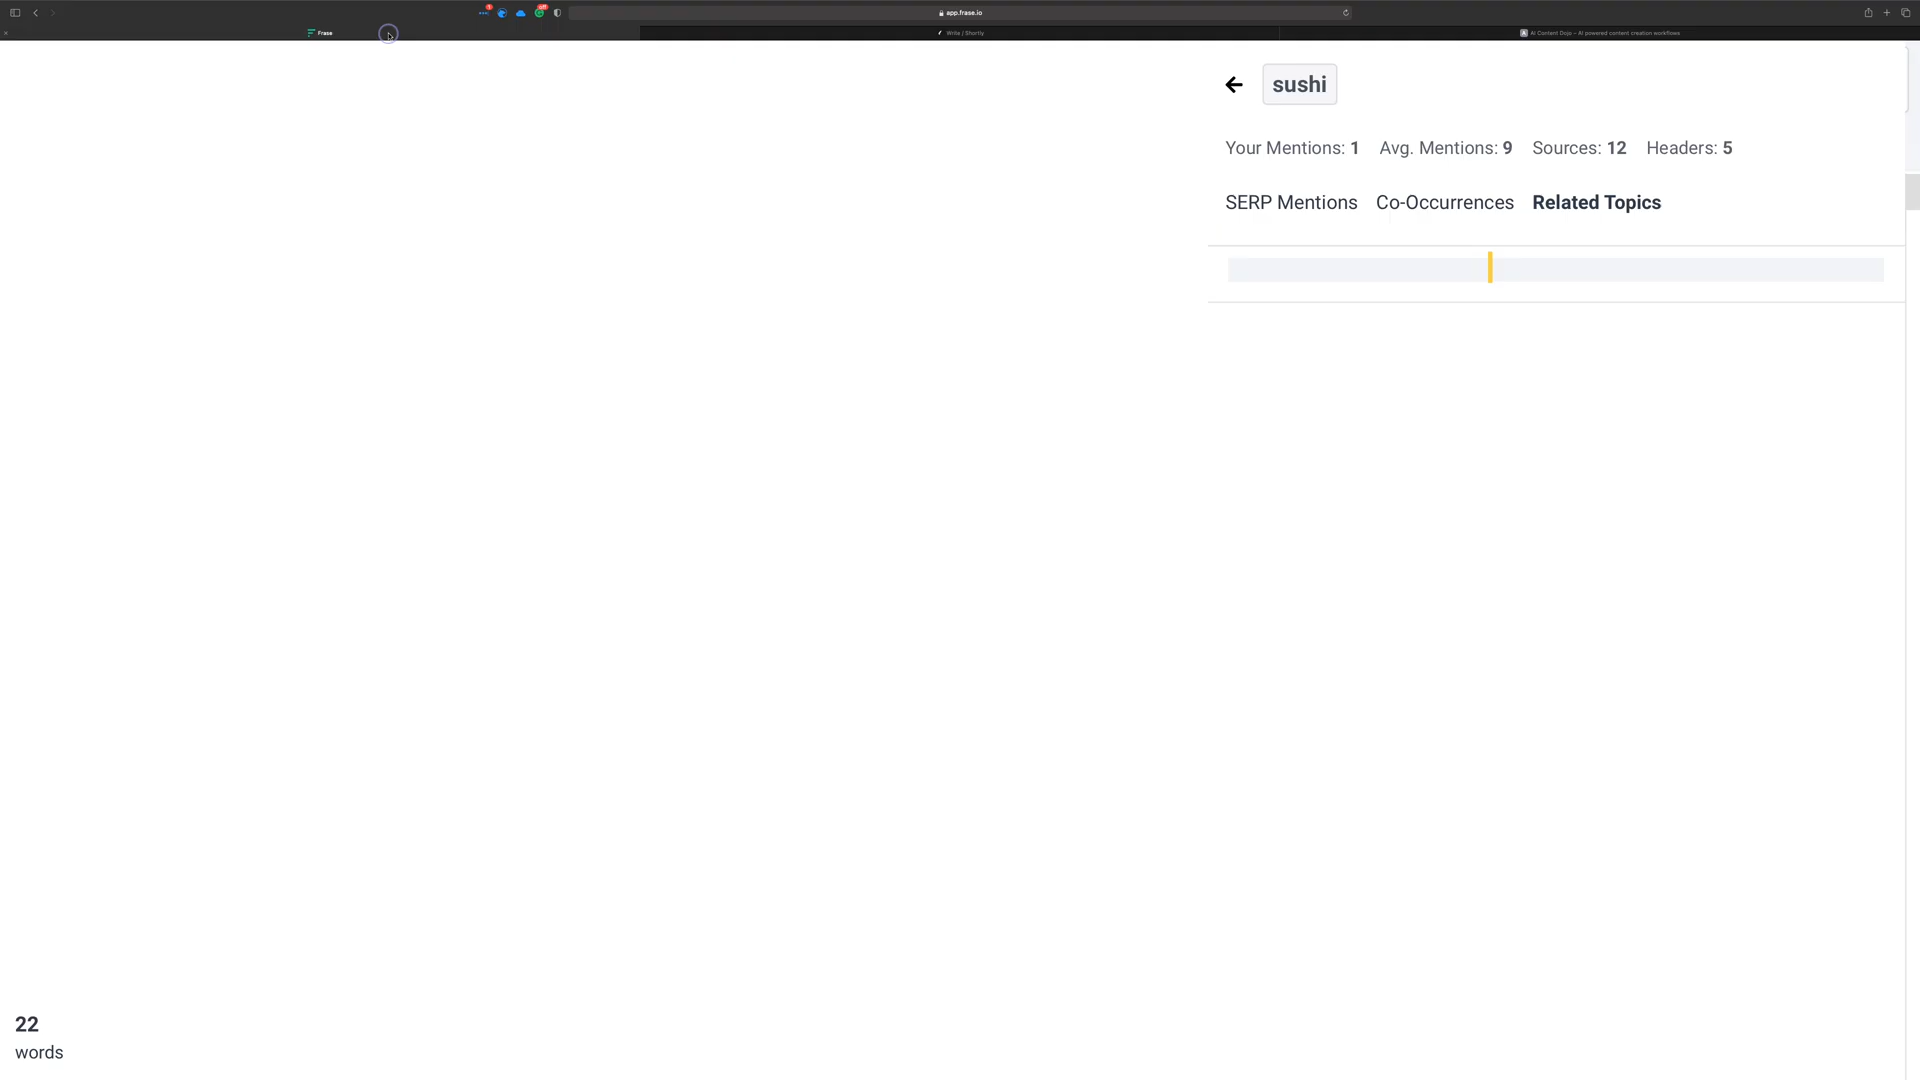 app.frase.io
Frase
Write / Shortly
AI Content Dojo – AI powered content creation workflows
sushi
Your Mentions: 1 Avg. Mentions: 9 Sources: 12 Headers: 5
SERP Mentions Co-Occurrences Related Topics
22
words